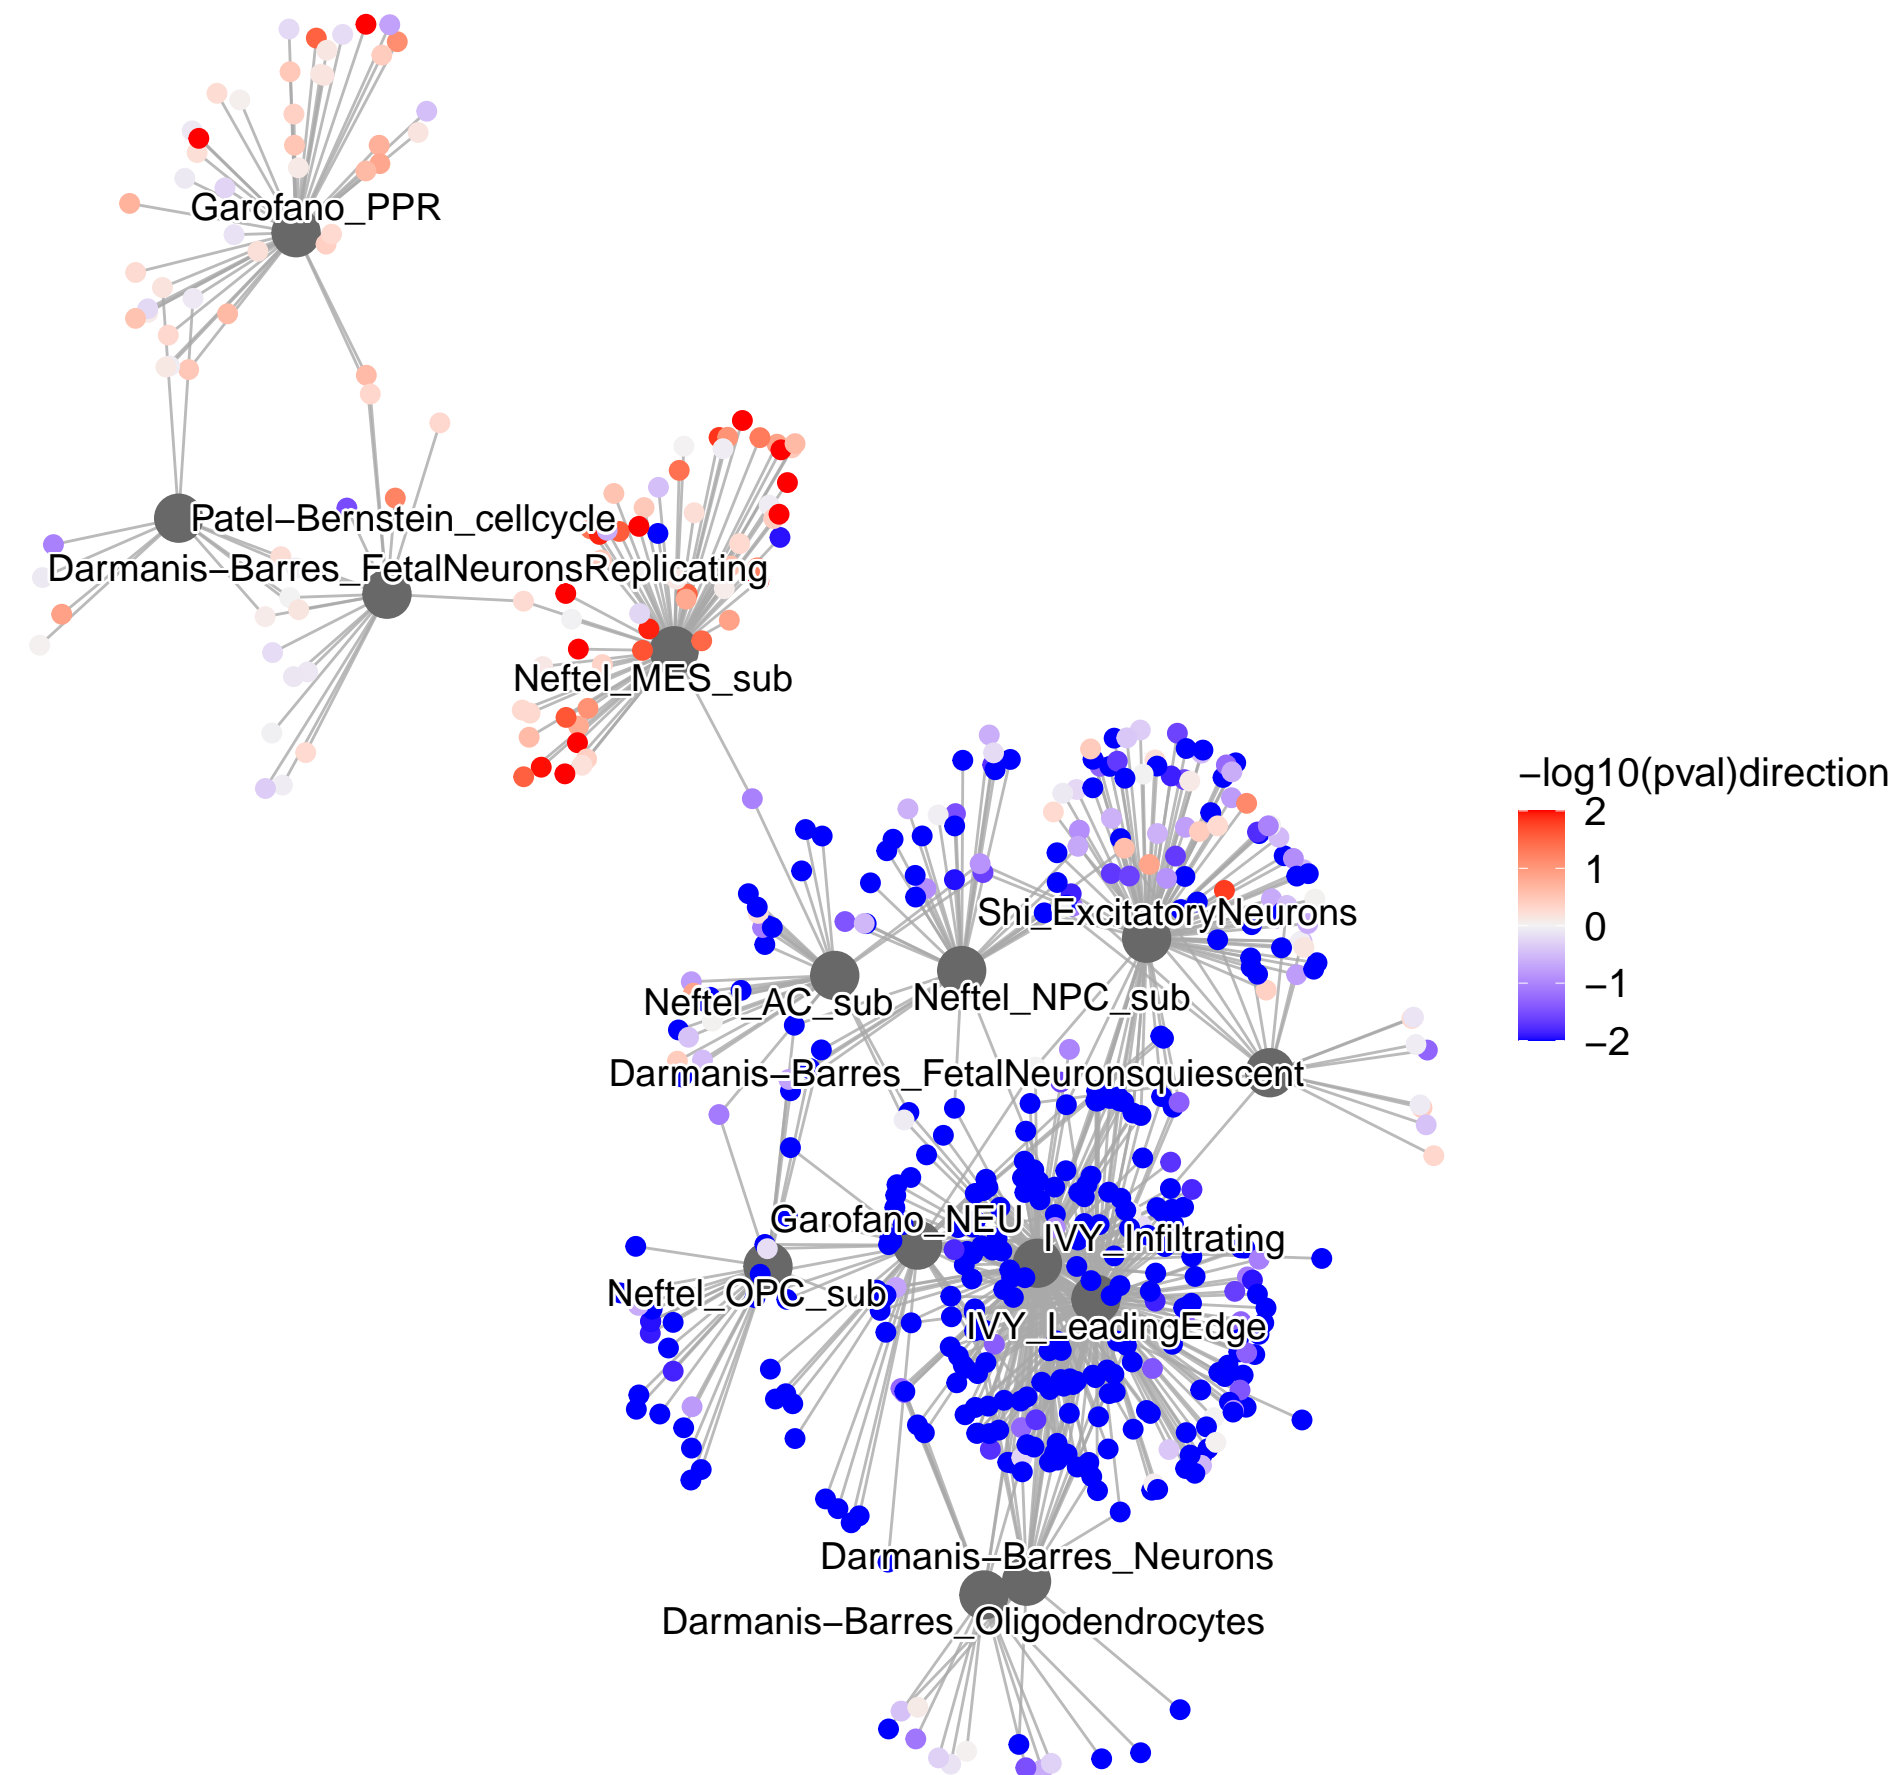 Garofano_PPR
Patel−Bernstein_cellcycle
Darmanis−Barres_FetalNeuronsReplicating
Neftel_MES_sub
−log10(pval)direction
2
1
0
−1
−2
Shi_ExcitatoryNeurons
Neftel_AC_sub
Neftel_NPC_sub
Darmanis−Barres_FetalNeuronsquiescent
Garofano_NEU
IVY_Infiltrating
Neftel_OPC_sub
IVY_LeadingEdge
Darmanis−Barres_Neurons
Darmanis−Barres_Oligodendrocytes